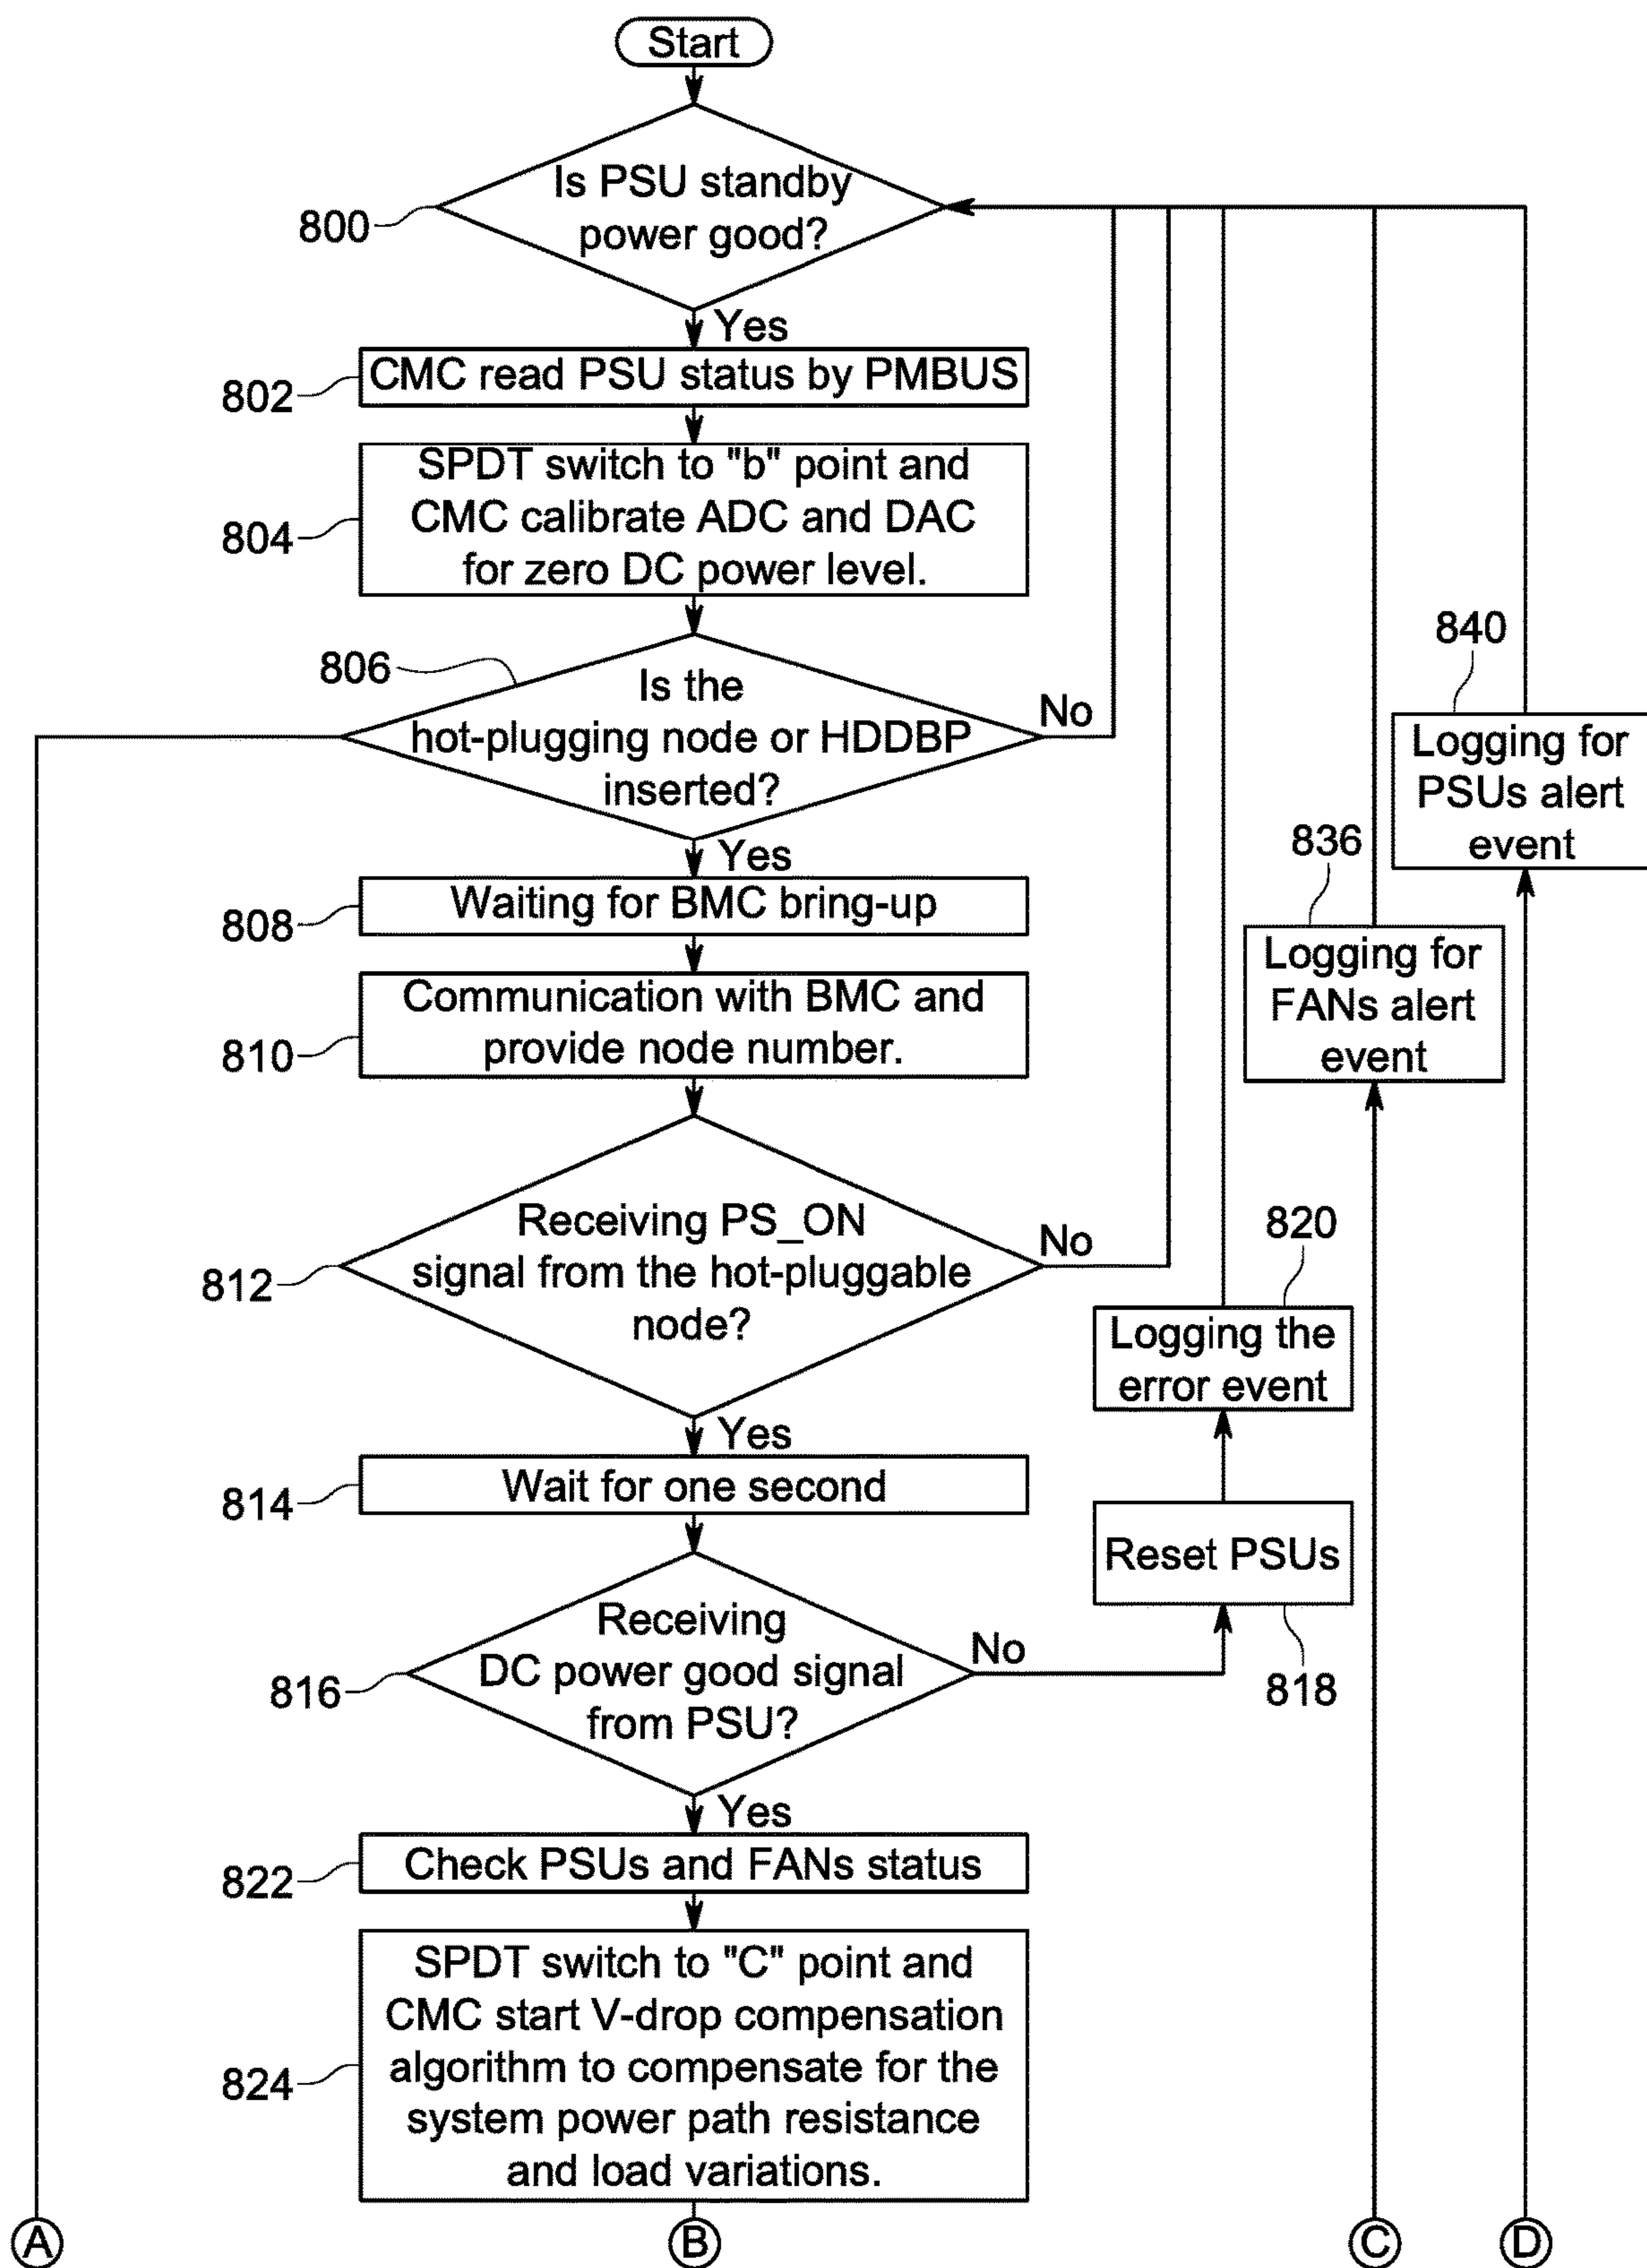 Start
Is PSU standby
power good?
800
Yes
CMC read PSU status by PMBUS
802
SPDT switch to "b" point and
CMC calibrate ADC and DAC
for zero DC power level.
804
806
Is the
hot-plugging node or HDDBP
inserted?
No
Yes
840
Logging for
PSUs alert
event
836
Logging for
FANs alert
event
Waiting for BMC bring-up
808
Communication with BMC and
provide node number.
810
Receiving PS_ON
signal from the hot-pluggable
node?
812
No
Yes
820
Logging the
error event
Wait for one second
814
Reset PSUs
818
Receiving
DC power good signal
from PSU?
816
No
Yes
Check PSUs and FANs status
822
SPDT switch to "C" point and
CMC start V-drop compensation
algorithm to compensate for the
system power path resistance
and load variations.
824
A
B
C
D